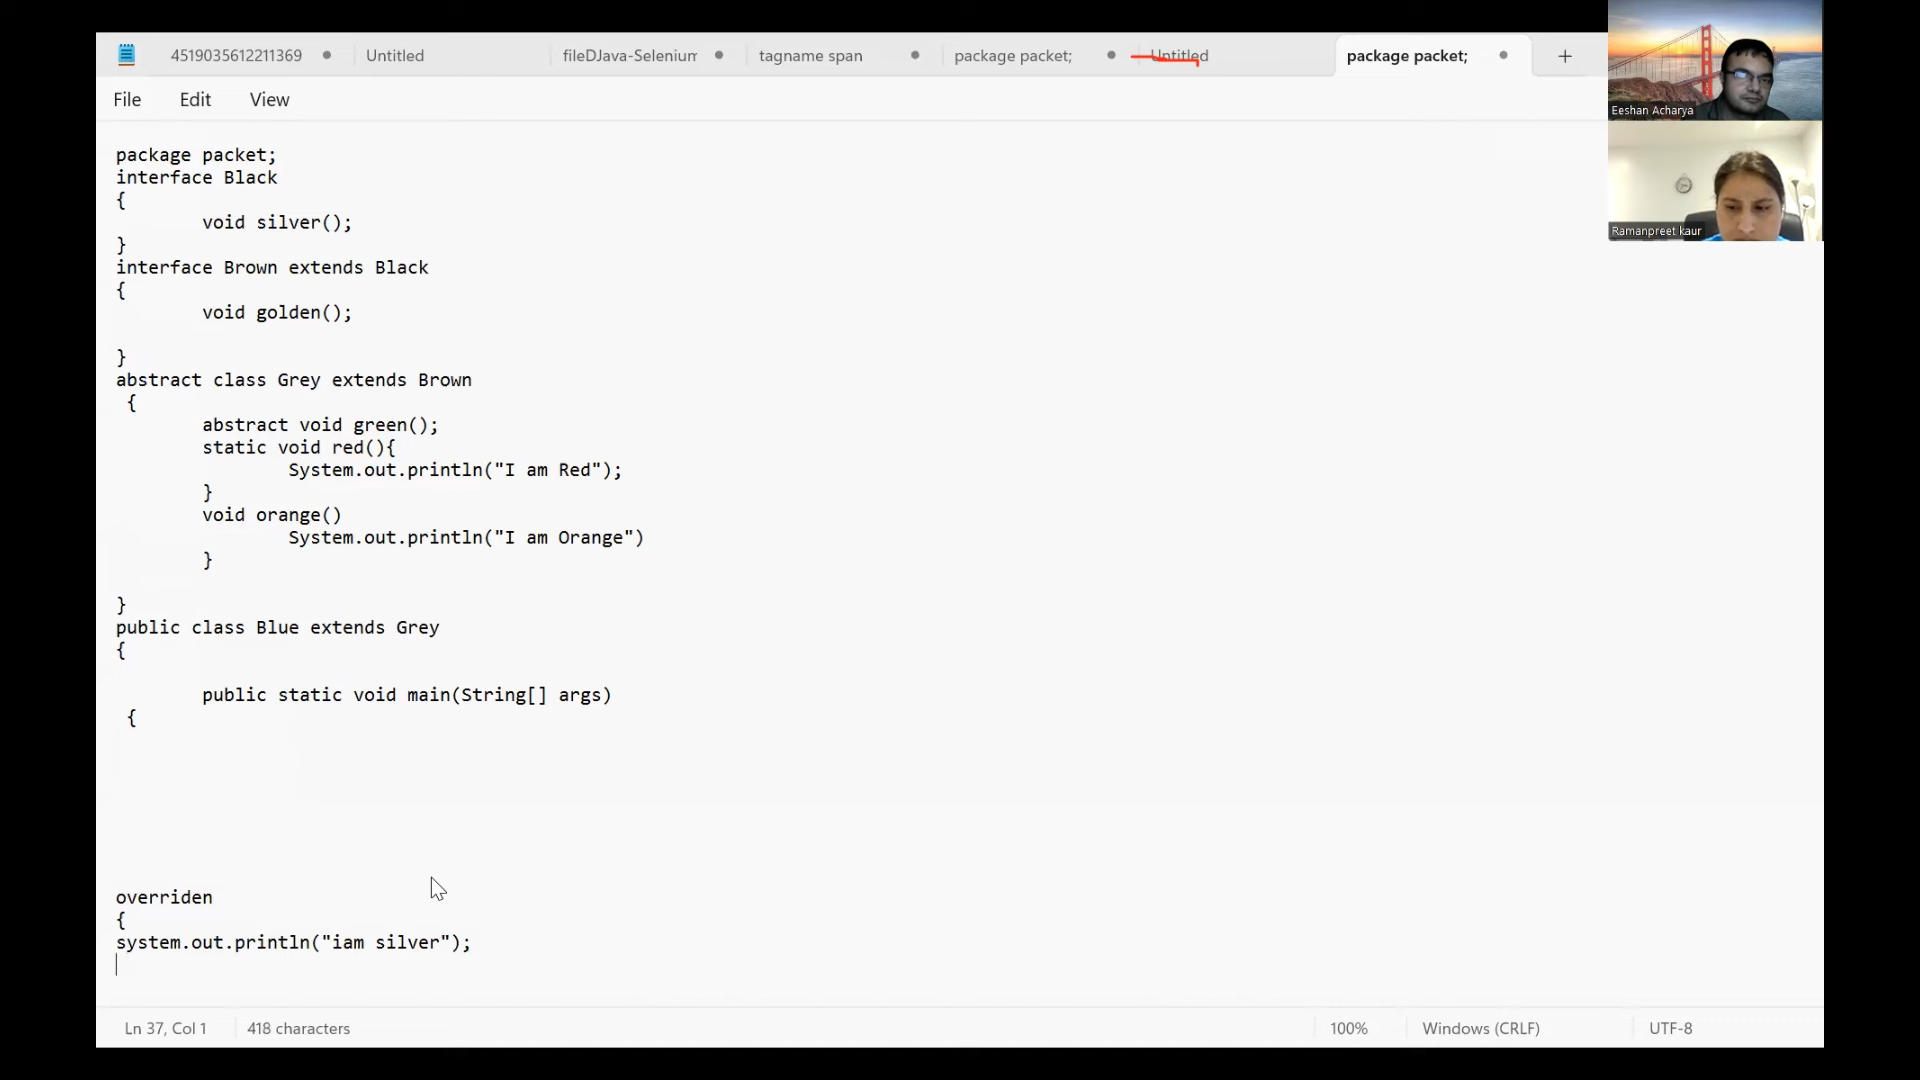 4519035612211369 Untitled fileDJava-Selenium tagname span package packet; Untitled package packet;
File Edit View
Eeshan Acharya
Ramanpreet kaur
package packet;
interface Black
{
void silver();
}
interface Brown extends Black
{
void golden();
}
abstract class Grey extends Brown
{
abstract void green();
static void red(){
System.out.println("I am Red");
}
void orange()
System.out.println("I am Orange")
}
}
public class Blue extends Grey
{
public static void main(String[] args)
{
overriden
{
system.out.println("iam silver");
Ln 37, Col 1 418 characters 100% Windows (CRLF) UTF-8